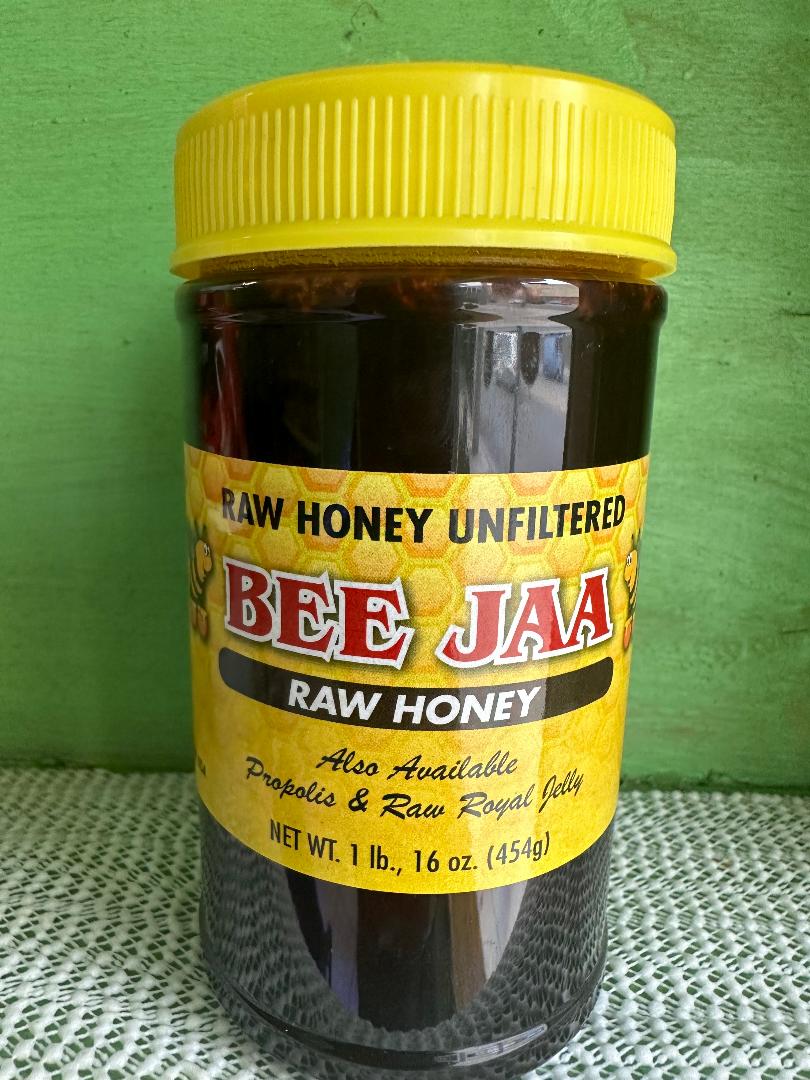 RAW HONEY UNFILTERED
BEE JAA
RAW HONEY
Also Available
Propolis & Raw Royal Jelly
NET WT. 1 lb., 16 oz. (454g)